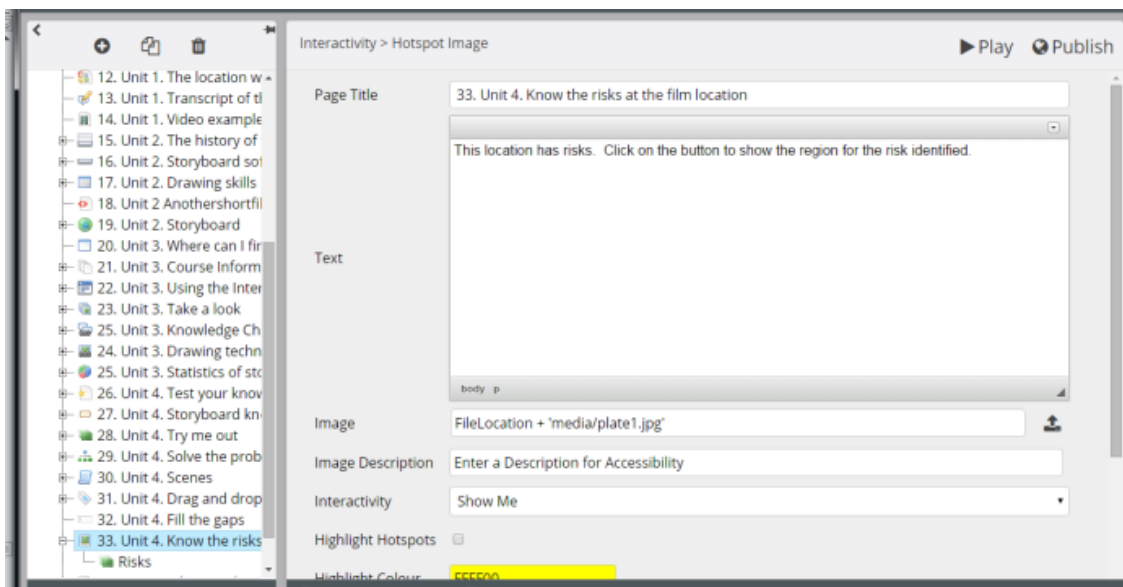 12. Unit 1. The location w
13. Unit 1. Transcript of tl
14. Unit 1. Video example
15. Unit 2. The history of
16. Unit 2. Storyboard sof
17. Unit 2. Drawing skills
18. Unit 2 Anothershortfil
19. Unit 2. Storyboard
20. Unit 3. Where can I fir
21. Unit 3. Course Inform
22. Unit 3. Using the Inter
23. Unit 3. Take a look
25. Unit 3. Knowledge Ch
24. Unit 3. Drawing techn
25. Unit 3. Statistics of sto
26. Unit 4. Test your know
27. Unit 4. Storyboard kn
28. Unit 4. Try me out
29. Unit 4. Solve the prob
30. Unit 4. Scenes
31. Unit 4. Drag and drop
32. Unit 4. Fill the gaps
33. Unit 4. Know the risks
Risks
Interactivity > Hotspot Image
Play Publish
Page Title 33. Unit 4. Know the risks at the film location
This location has risks. Click on the button to show the region for the risk identified.
Text
body p
Image FileLocation + 'media/plate1.jpg'
Image Description Enter a Description for Accessibility
Interactivity Show Me
Highlight Hotspots
Highlight Colour FFFF00